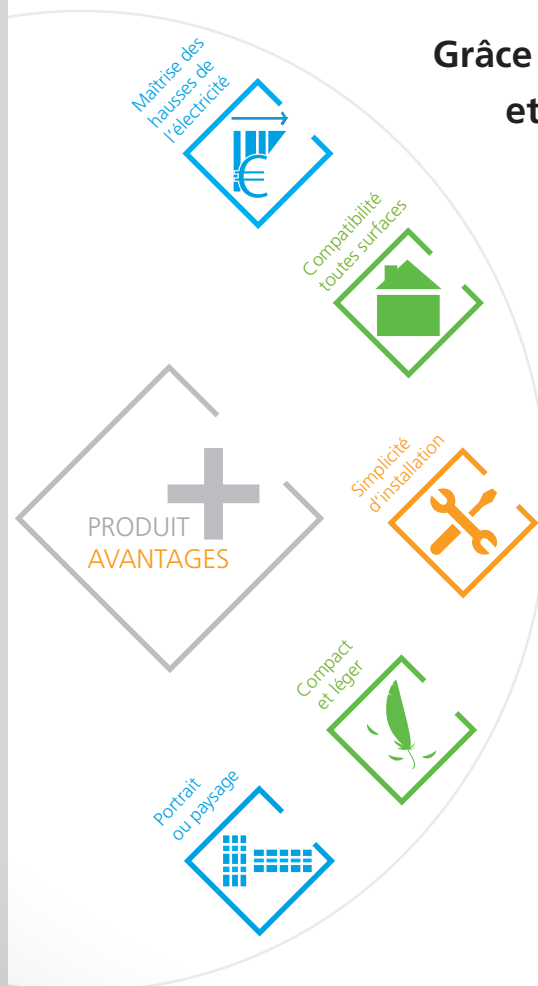 Grâce
et
Maîtrise des
hausses de
l'électricité
Compatibilité
toutes surfaces
Simplicité
d'installation
PRODUIT
AVANTAGES
Compact
et léger
Portrait
ou paysage